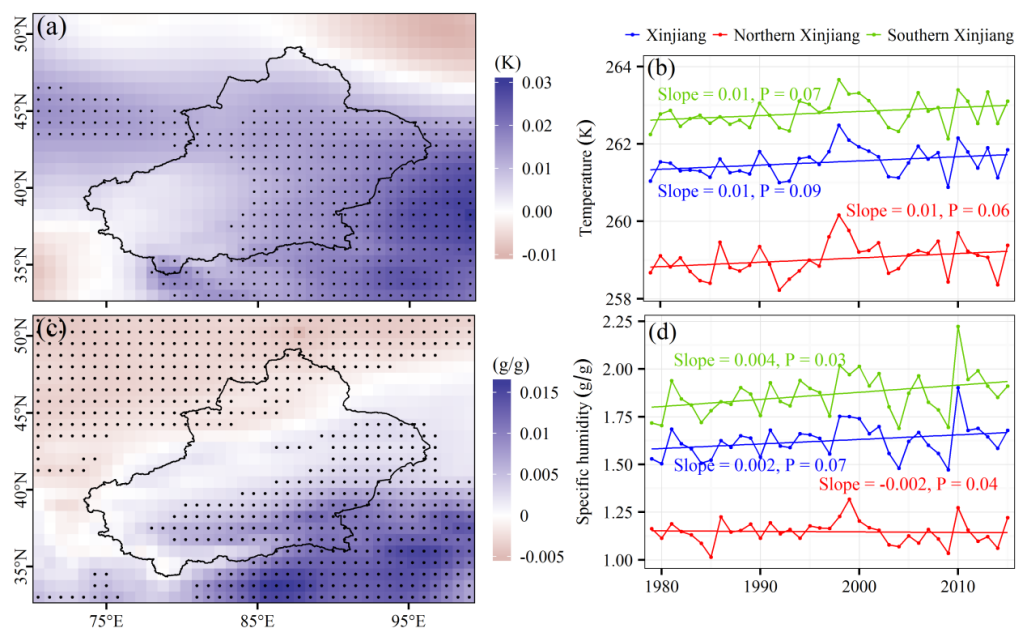 (a)
50°N
45°N
40°N
35°N
(K)
0.03
0.02
0.01
0.00
-0.01
Xinjiang Northern Xinjiang Southern Xinjiang
(b)
264
262
260
258
Temperature (K)
Slope = 0.01, P = 0.07
Slope = 0.01, P = 0.09
Slope = 0.01, P = 0.06
(c)
50°N
45°N
40°N
35°N
75°E 85°E 95°E
(g/g)
0.015
0.01
0.005
0
-0.005
(d)
2.25
2.00
1.75
1.50
1.25
1.00
Specific humidity (g/g)
Slope = 0.004, P = 0.03
Slope = 0.002, P = 0.07
Slope = -0.002, P = 0.04
1980 1990 2000 2010